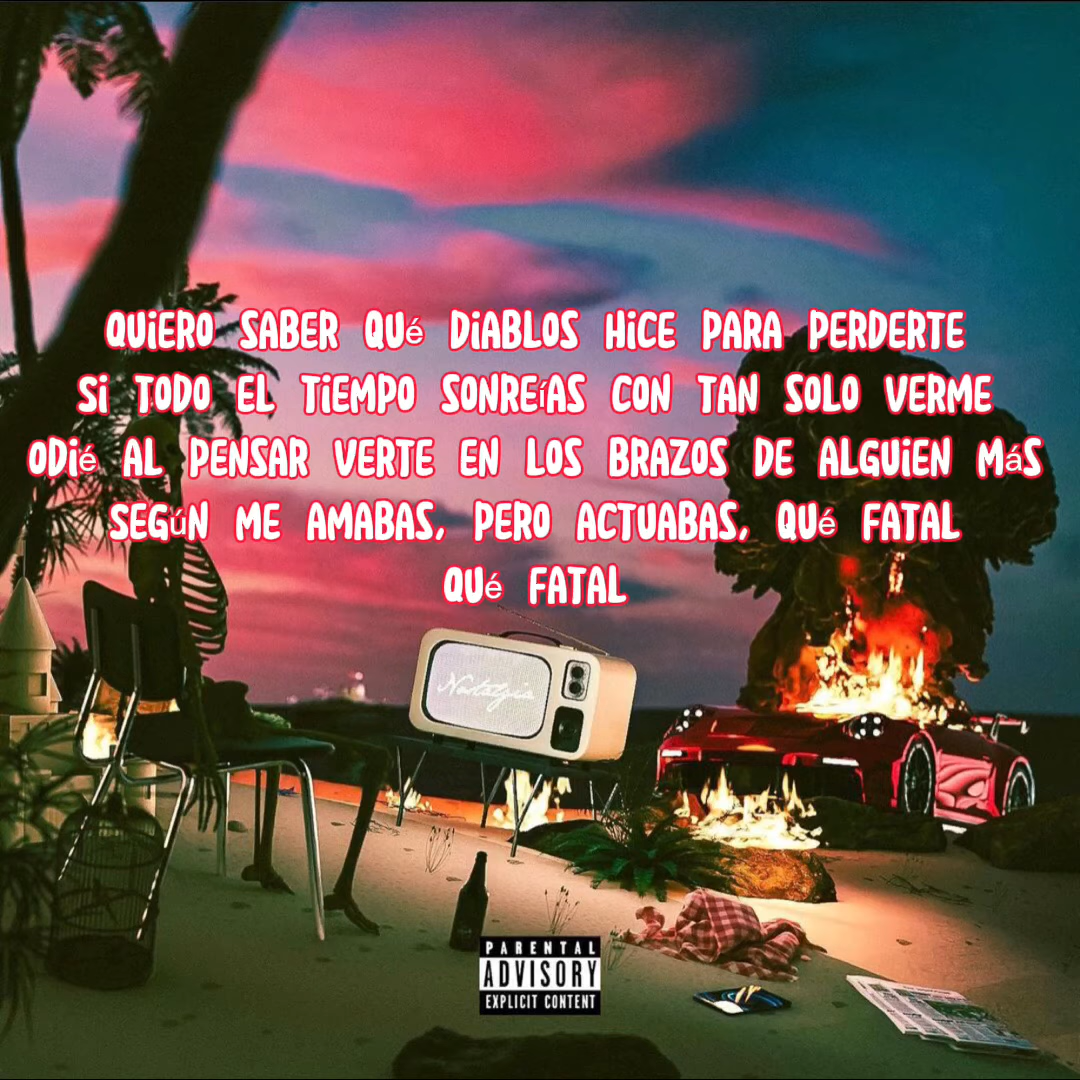 QUIERO SABER QUÉ DIABLOS HICE PARA PERDERTE
SI TODO EL TIEMPO SONREÍAS CON TAN SOLO VERME
ODIÉ AL PENSAR VERTE EN LOS BRAZOS DE ALGUIEN MÁS
SEGÚN ME AMABAS, PERO ACTUABAS, QUÉ FATAL
QUÉ FATAL
Nostalgia
PARENTAL
ADVISORY
EXPLICIT CONTENT